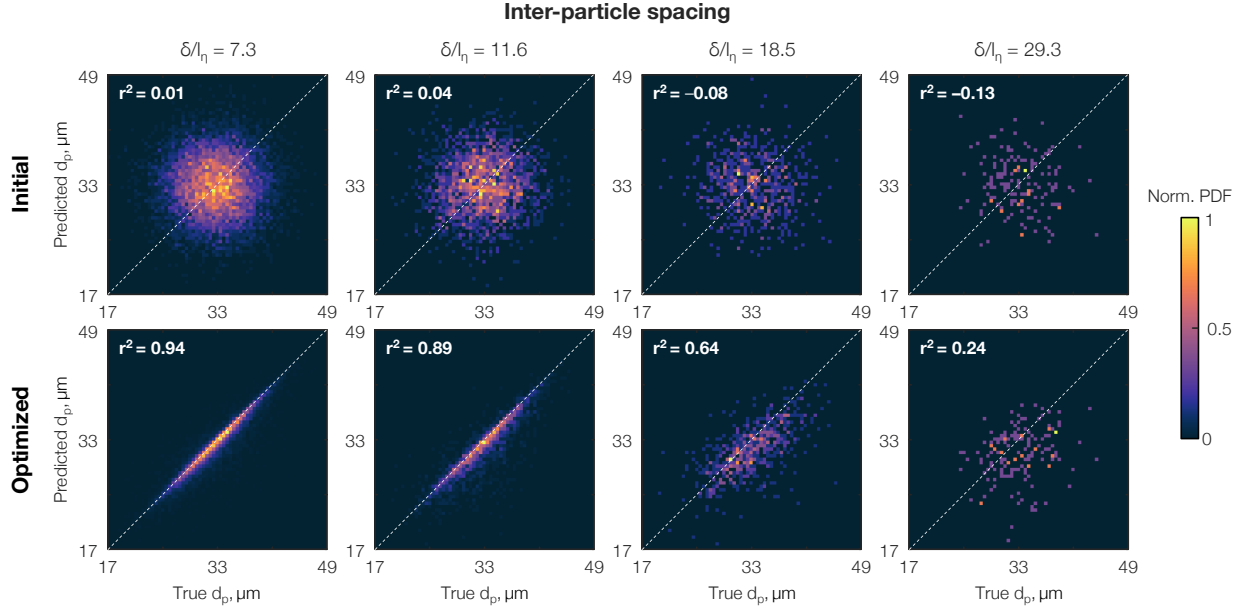 Inter-particle spacing
δ/lη = 7.3
δ/lη = 11.6
δ/lη = 18.5
δ/lη = 29.3
Initial
Predicted dp, µm
49
33
17
r² = 0.01
17
33
49
r² = 0.04
17
33
49
r² = −0.08
17
33
49
r² = −0.13
17
33
49
Norm. PDF
1
0.5
0
Optimized
Predicted dp, µm
49
33
17
r² = 0.94
17
33
49
True dp, µm
49
33
17
r² = 0.89
17
33
49
True dp, µm
49
33
17
r² = 0.64
17
33
49
True dp, µm
49
33
17
r² = 0.24
17
33
49
True dp, µm